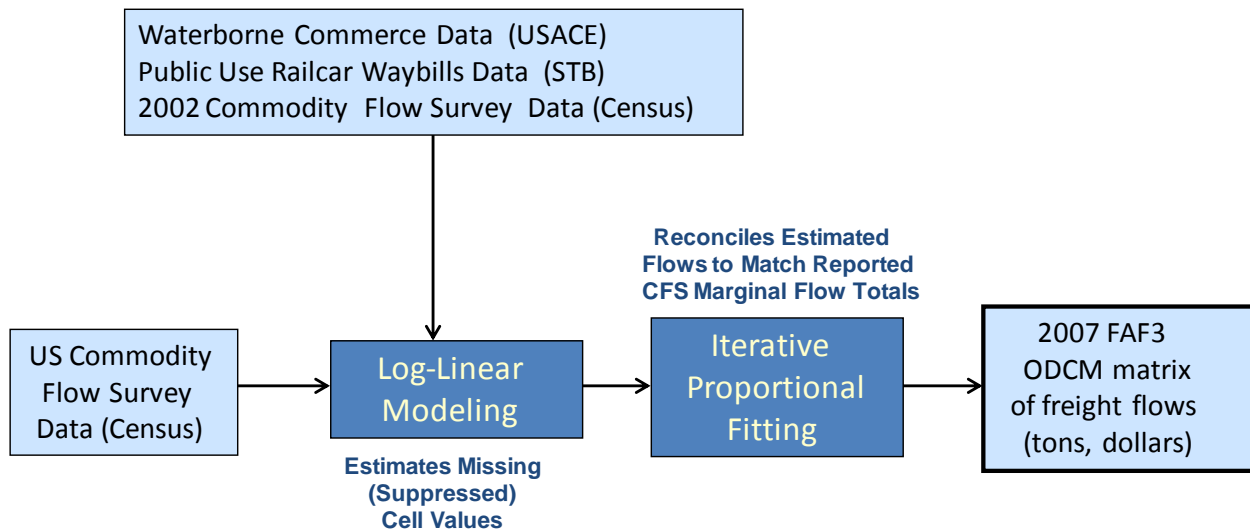 Waterborne Commerce Data (USACE)
Public Use Railcar Waybills Data (STB)
2002 Commodity Flow Survey Data (Census)
Reconciles Estimated
Flows to Match Reported
CFS Marginal Flow Totals
US Commodity
Flow Survey
Data (Census)
Log-Linear
Modeling
Estimates Missing
(Suppressed)
Cell Values
Iterative
Proportional
Fitting
2007 FAF3
ODCM matrix
of freight flows
(tons, dollars)